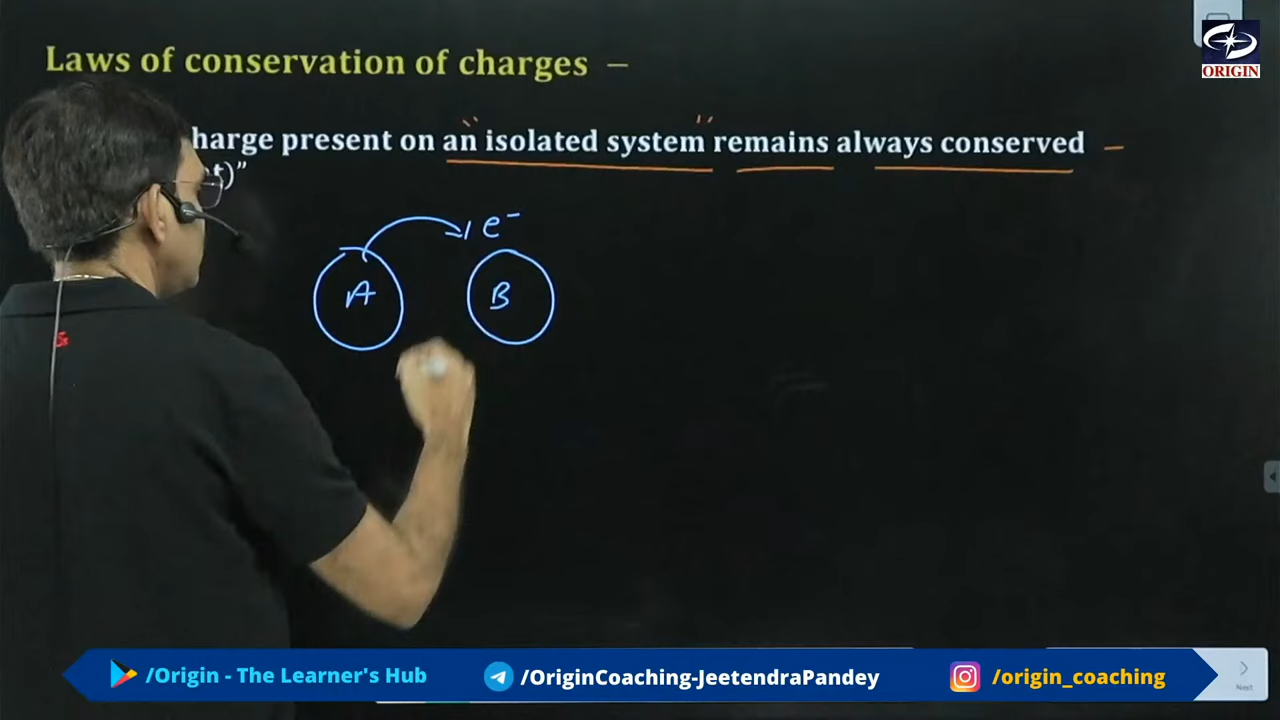 Laws of conservation of charges –
harge present on an isolated system remains always conserved –
t)”
e⁻
A
B
ORIGIN
/Origin - The Learner's Hub
/OriginCoaching-JeetendraPandey
/origin_coaching
Next